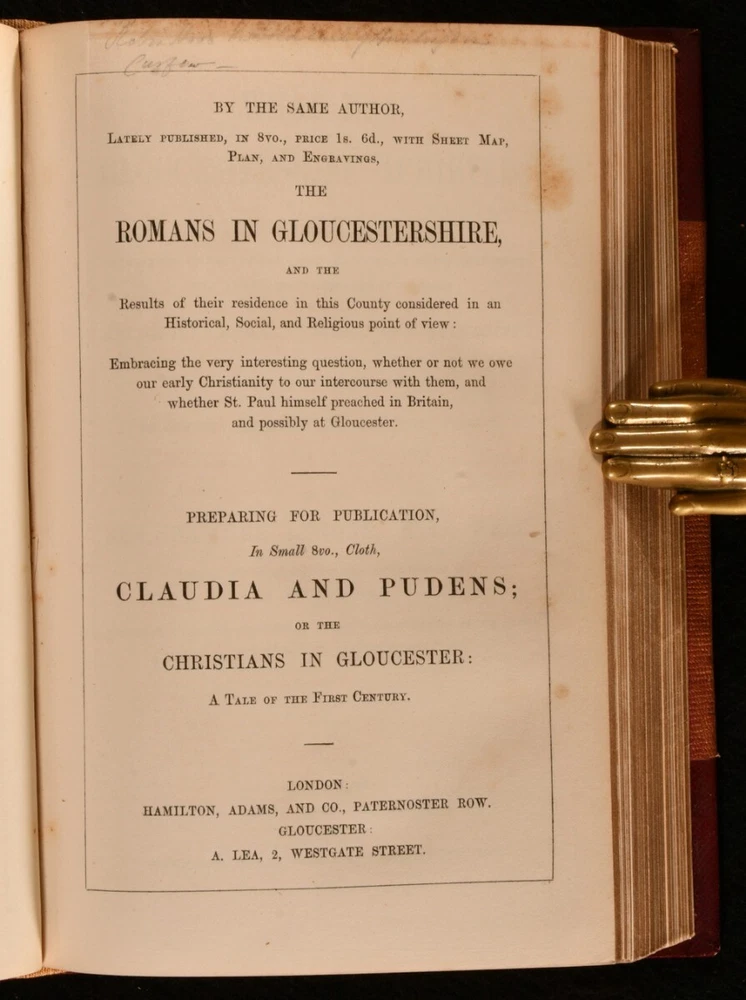 BY THE SAME AUTHOR,
LATELY PUBLISHED, IN 8VO., PRICE 1s. 6d., WITH SHEET MAP,
PLAN, AND ENGRAVINGS,
THE
ROMANS IN GLOUCESTERSHIRE,
AND THE
Results of their residence in this County considered in an
Historical, Social, and Religious point of view:
Embracing the very interesting question, whether or not we owe
our early Christianity to our intercourse with them, and
whether St. Paul himself preached in Britain,
and possibly at Gloucester.
PREPARING FOR PUBLICATION,
In Small 8vo., Cloth,
CLAUDIA AND PUDENS;
OR THE
CHRISTIANS IN GLOUCESTER:
A TALE OF THE FIRST CENTURY.
LONDON:
HAMILTON, ADAMS, AND CO., PATERNOSTER ROW.
GLOUCESTER:
A. LEA, 2, WESTGATE STREET.